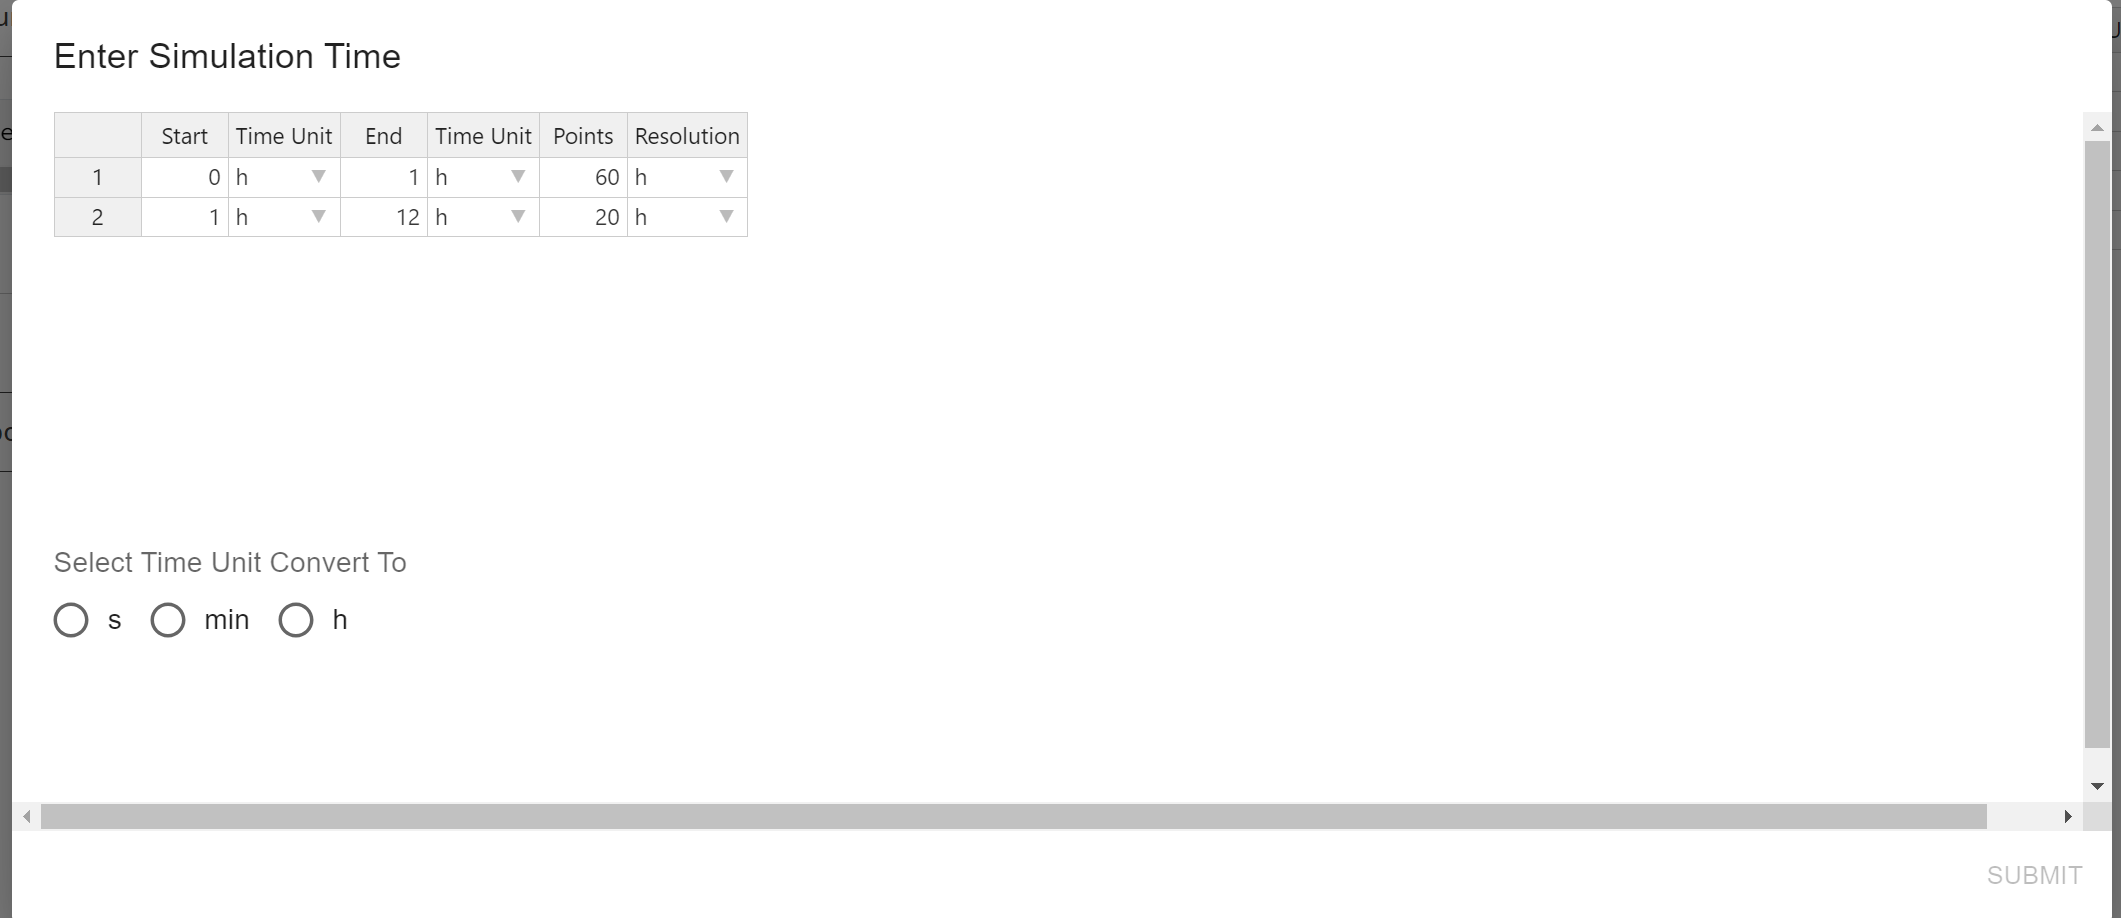 Enter Simulation Time
Start Time Unit End Time Unit Points Resolution
1 0 h 1 h 60 h
2 1 h 12 h 20 h
Select Time Unit Convert To
s min h
SUBMIT